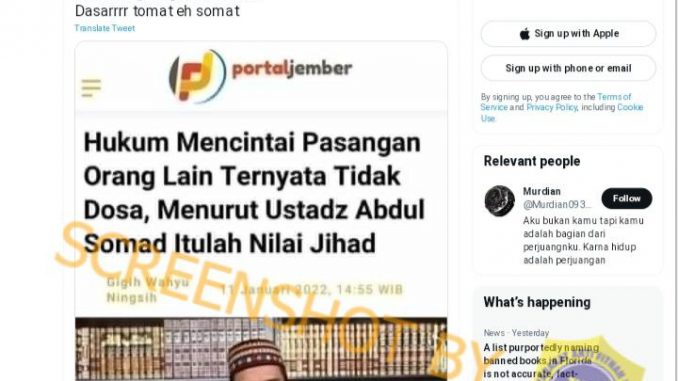 Dasarrrr tomat eh somat
Translate Tweet
portaljember
Hukum Mencintai Pasangan
Orang Lain Ternyata Tidak
Dosa, Menurut Ustadz Abdul
Somad Itulah Nilai Jihad
Gigih Wahyu
Ningsih
11 Januari 2022, 14:55 WIB
SCREENSHOT BY
Sign up with Apple
Sign up with phone or email
By signing up, you agree to the Terms of
Service and Privacy Policy, including Cookie
Use.
Relevant people
Murdian
@Murdian093...
Follow
Aku bukan kamu tapi kamu
adalah bagian dari
perjuangnku. Karna hidup
adalah perjuangan
What's happening
News · Yesterday
A list purportedly naming
banned books in Florida
is not accurate, fact-